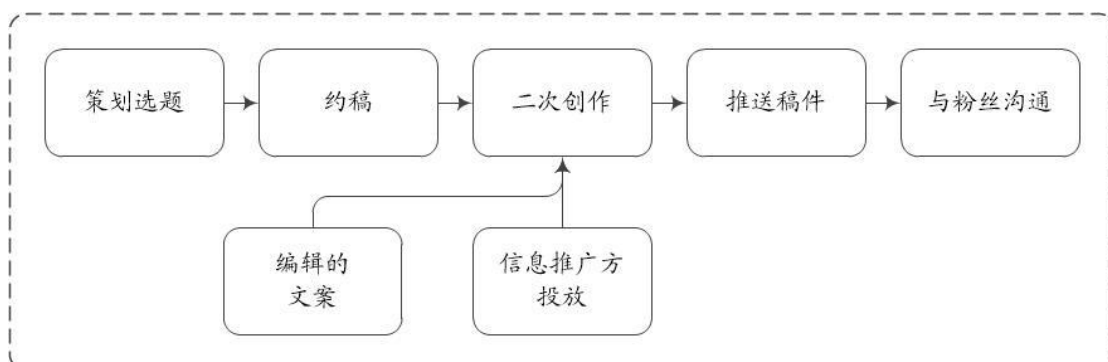 策划选题
约稿
二次创作
推送稿件
与粉丝沟通
编辑的
文案
信息推广方
投放